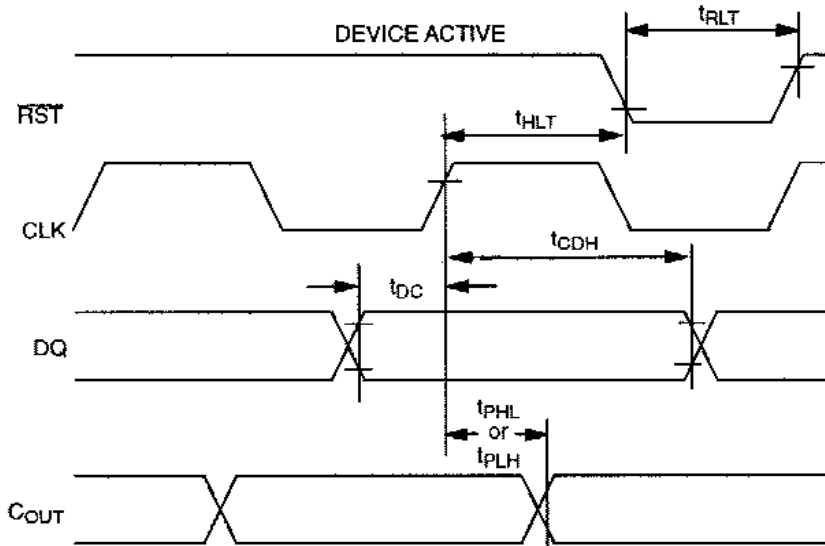 DEVICE ACTIVE
tRLT
RST
tHLT
CLK
tCDH
tDC
DQ
tPHL
or
tPLH
COUT